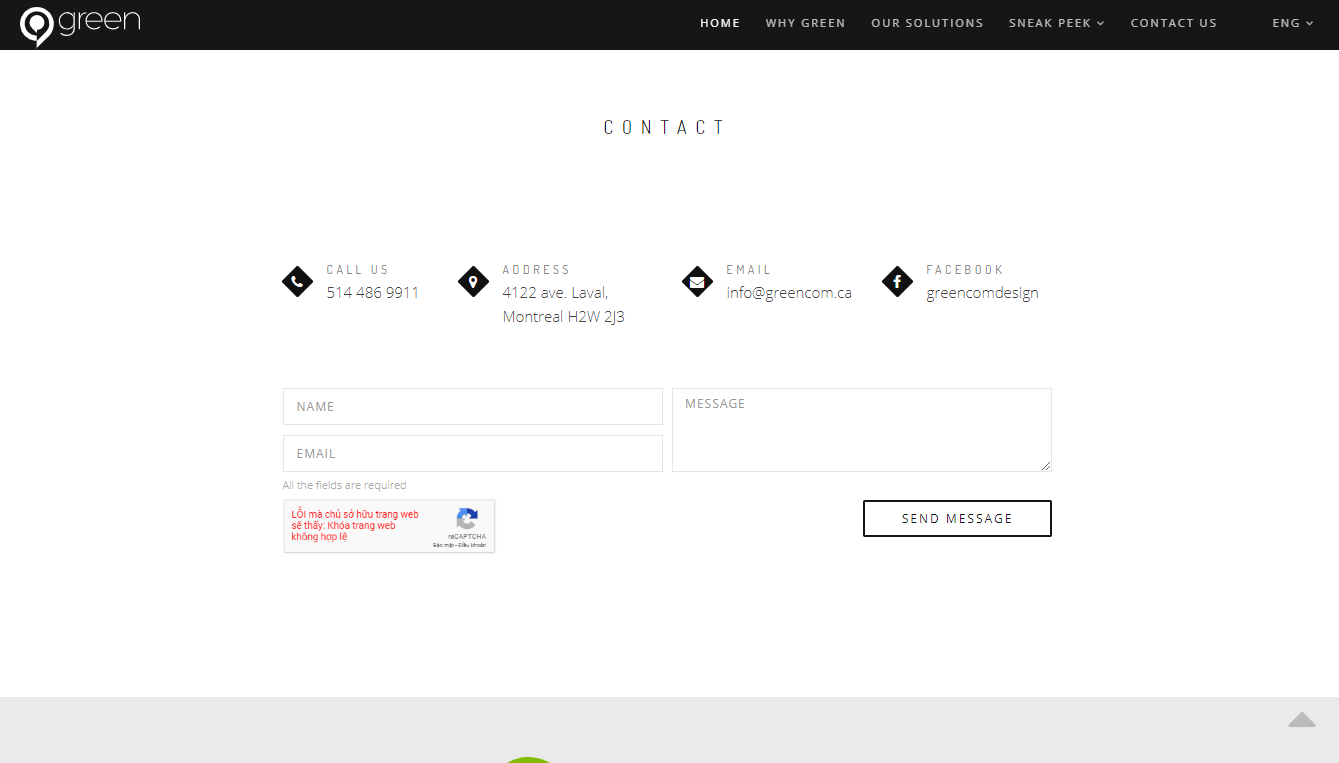 green
HOME WHY GREEN OUR SOLUTIONS SNEAK PEEK CONTACT US ENG
CONTACT
CALL US
514 486 9911
ADDRESS
4122 ave. Laval,
Montreal H2W 2J3
EMAIL
info@greencom.ca
FACEBOOK
greencomdesign
NAME
EMAIL
MESSAGE
All the fields are required
LỖI mà chủ sở hữu trang web
sẽ thấy: Khóa trang web
không hợp lệ
reCAPTCHA
Bảo mật - Điều khoản
SEND MESSAGE